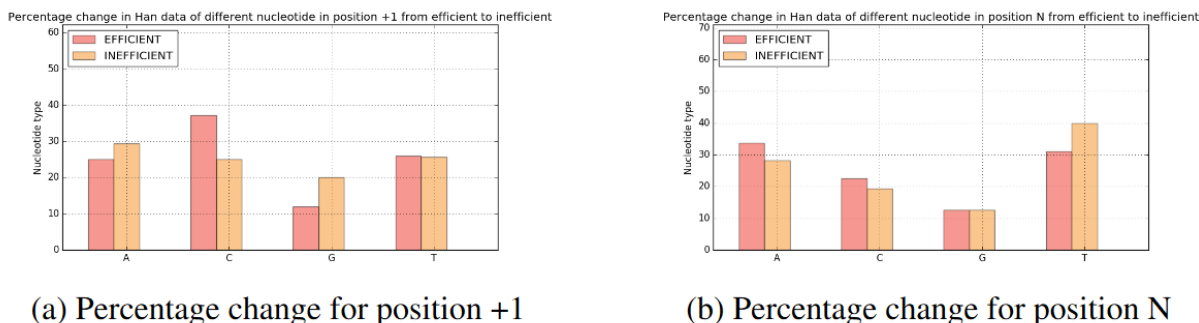 Percentage change in Han data of different nucleotide in position +1 from efficient to inefficient
60
50
40
30
20
10
0
Nucleotide type
EFFICIENT
INEFFICIENT
A C G T
(a) Percentage change for position +1
Percentage change in Han data of different nucleotide in position N from efficient to inefficient
70
60
50
40
30
20
10
0
Nucleotide type
EFFICIENT
INEFFICIENT
A C G T
(b) Percentage change for position N